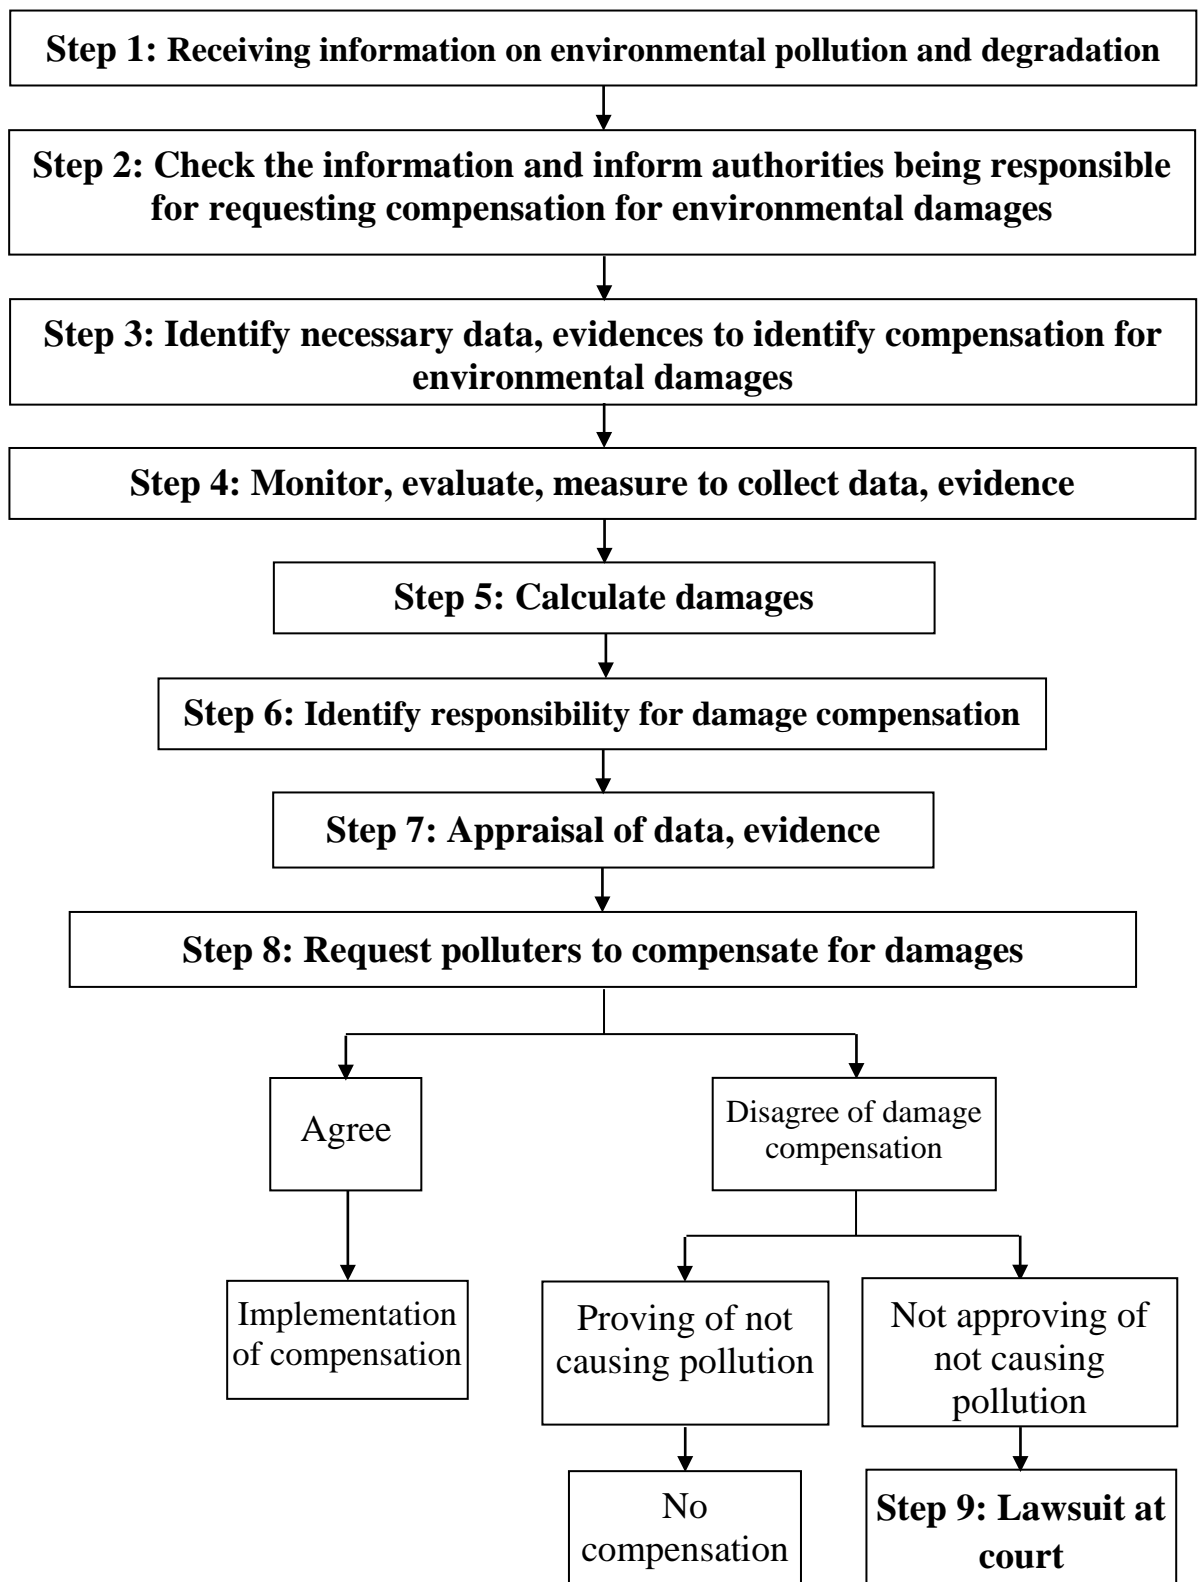 Step 1: Receiving information on environmental pollution and degradation
Step 2: Check the information and inform authorities being responsible
for requesting compensation for environmental damages
Step 3: Identify necessary data, evidences to identify compensation for
environmental damages
Step 4: Monitor, evaluate, measure to collect data, evidence
Step 5: Calculate damages
Step 6: Identify responsibility for damage compensation
Step 7: Appraisal of data, evidence
Step 8: Request polluters to compensate for damages
Agree
Disagree of damage
compensation
Implementation
of compensation
Proving of not
causing pollution
Not approving of
not causing
pollution
No
compensation
Step 9: Lawsuit at
court